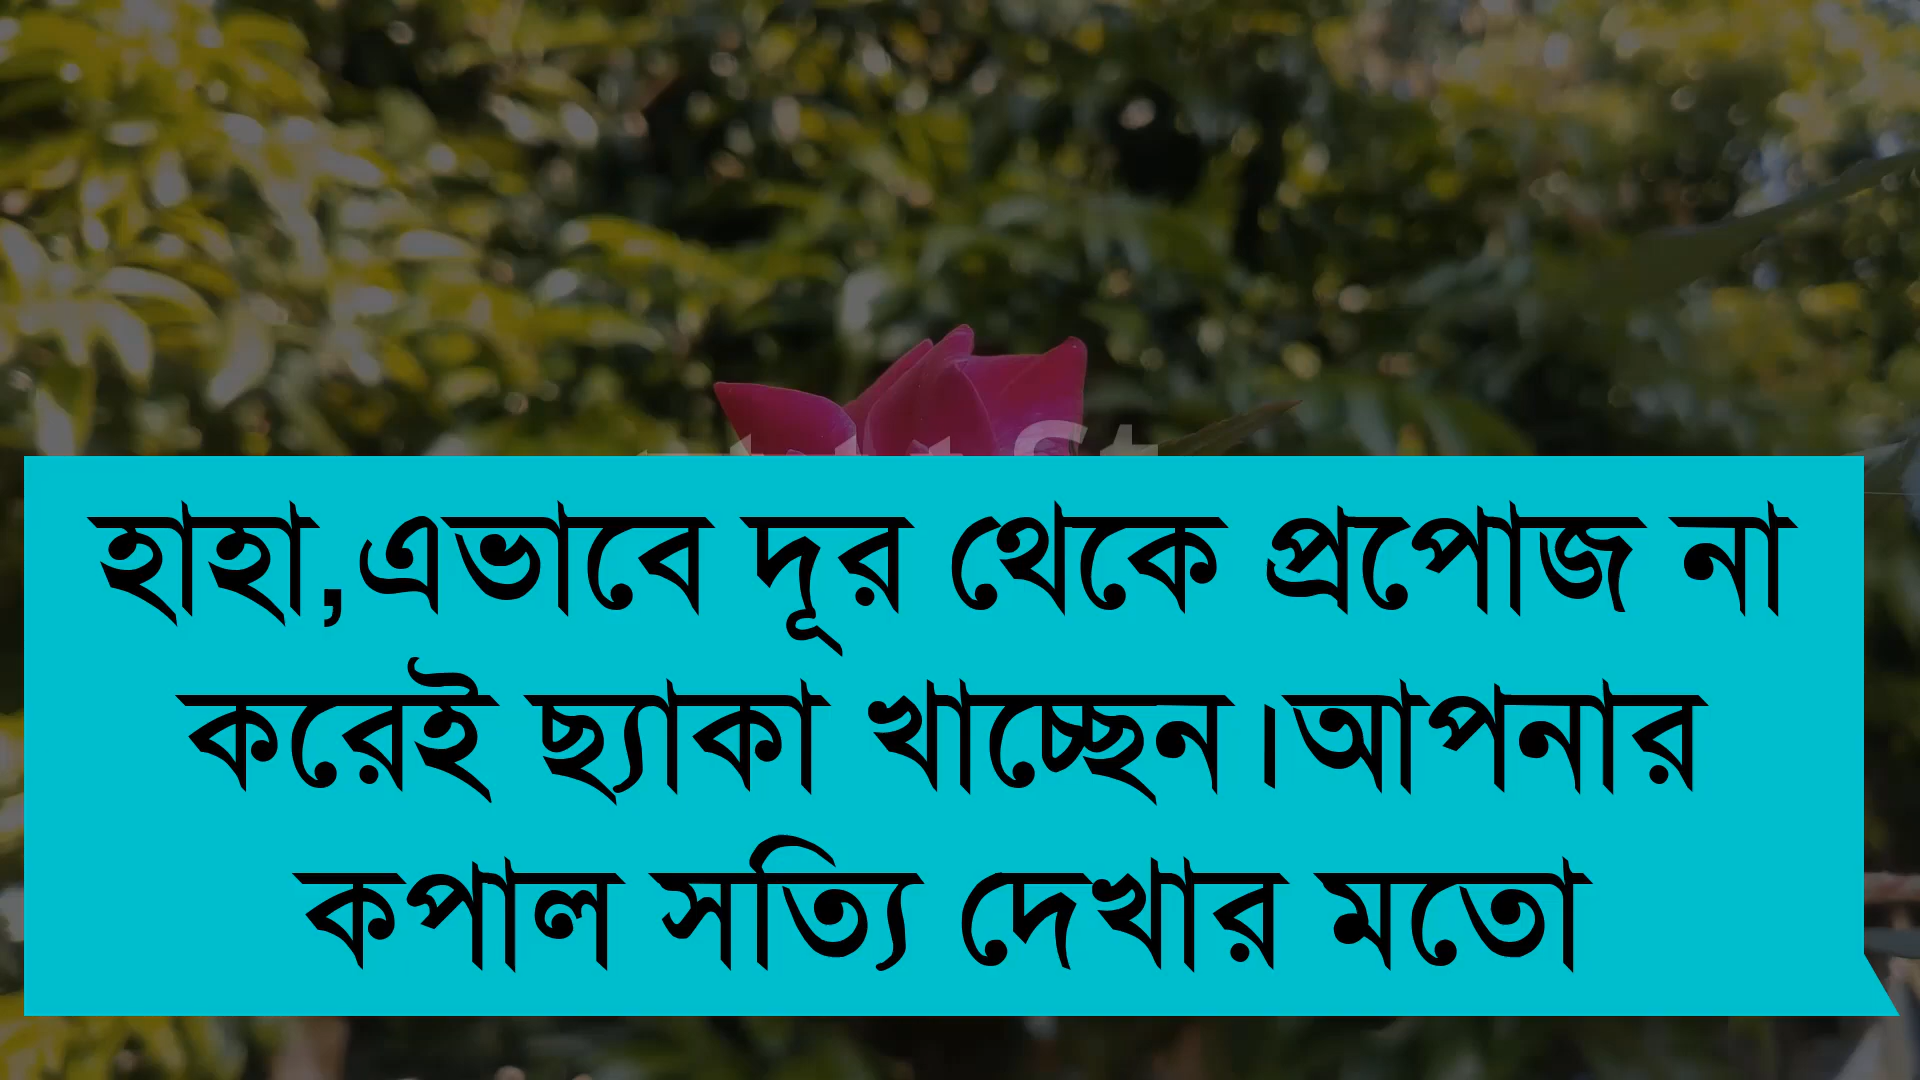 হাহা,এভাবে দূর থেকে প্রপোজ না
করেই ছ্যাকা খাচ্ছেন।আপনার
কপাল সত্যি দেখার মতো